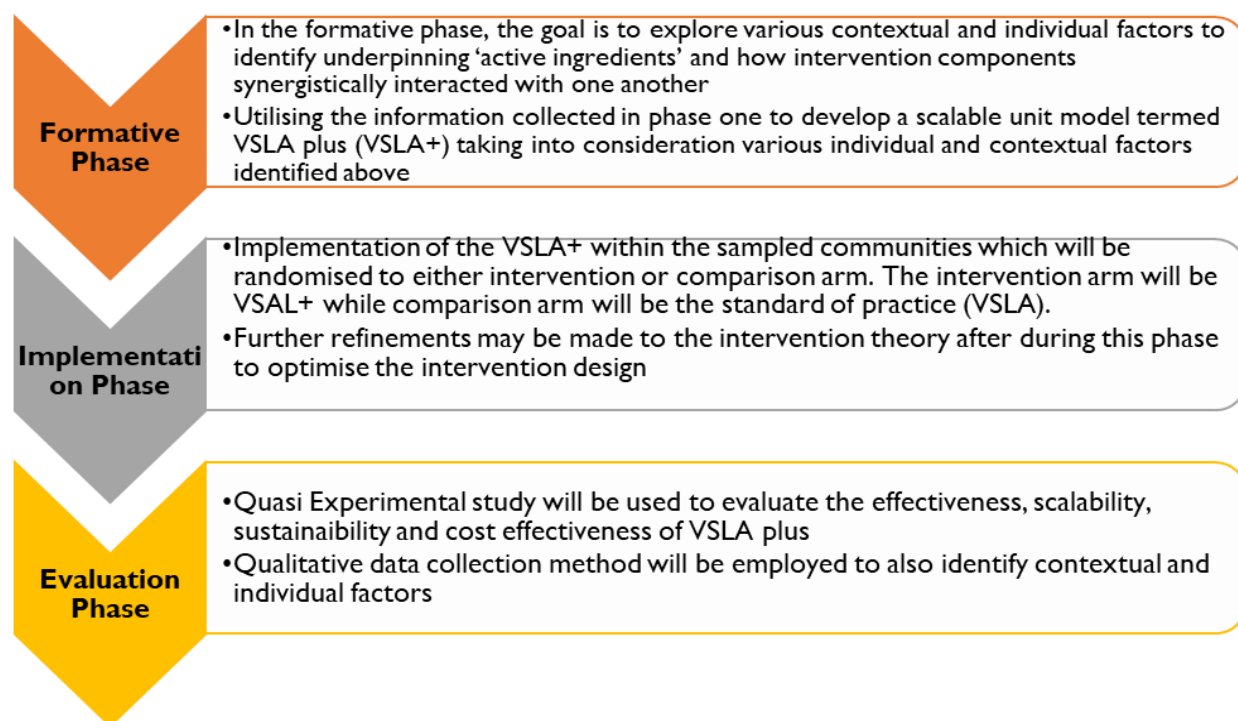 Formative
Phase
•In the formative phase, the goal is to explore various contextual and individual factors to
identify underpinning ‘active ingredients’ and how intervention components
synergistically interacted with one another
•Utilising the information collected in phase one to develop a scalable unit model termed
VSLA plus (VSLA+) taking into consideration various individual and contextual factors
identified above
Implementati
on Phase
•Implementation of the VSLA+ within the sampled communities which will be
randomised to either intervention or comparison arm. The intervention arm will be
VSAL+ while comparison arm will be the standard of practice (VSLA).
•Further refinements may be made to the intervention theory after during this phase
to optimise the intervention design
Evaluation
Phase
•Quasi Experimental study will be used to evaluate the effectiveness, scalability,
sustainaibility and cost effectiveness of VSLA plus
•Qualitative data collection method will be employed to also identify contextual and
individual factors